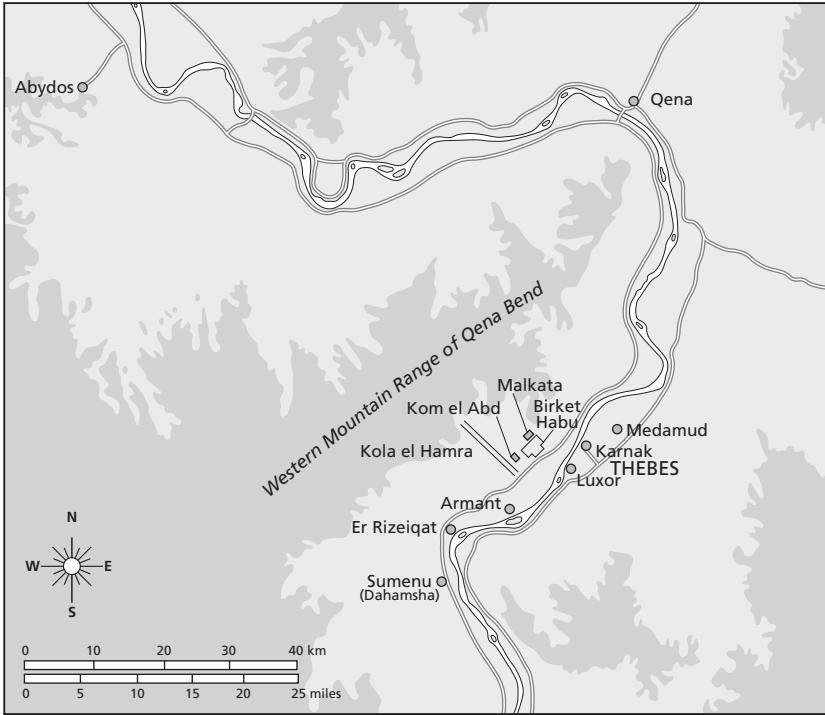 Abydos
Qena
Western Mountain Range of Qena Bend
Malkata
Kom el Abd
Birket
Habu
Kola el Hamra
Medamud
Karnak
THEBES
Luxor
Armant
Er Rizeiqat
Sumenu
(Dahamsha)
N
W
E
S
0 10 20 30 40 km
0 5 10 15 20 25 miles